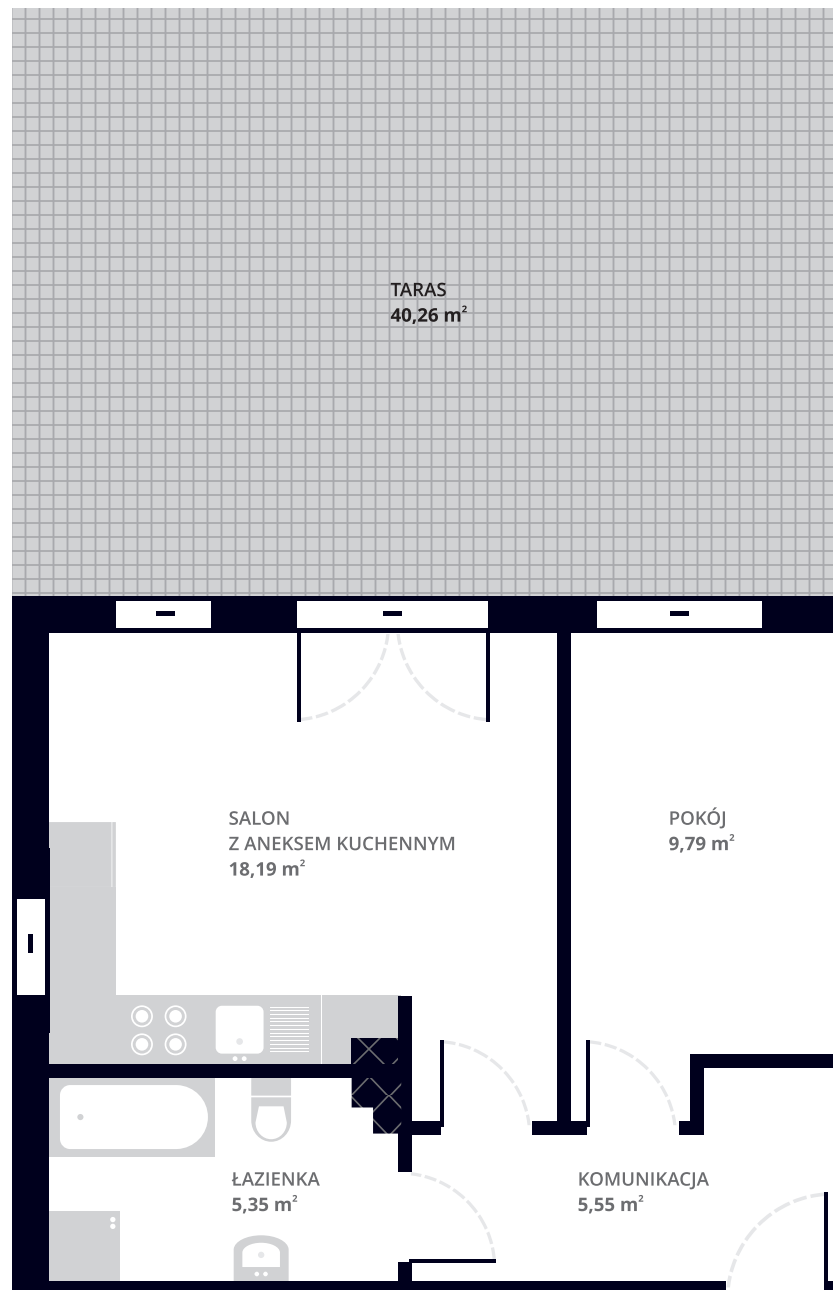 TARAS
40,26 m²
SALON
Z ANEKSEM KUCHENNYM
18,19 m²
POKÓJ
9,79 m²
ŁAZIENKA
5,35 m²
KOMUNIKACJA
5,55 m²